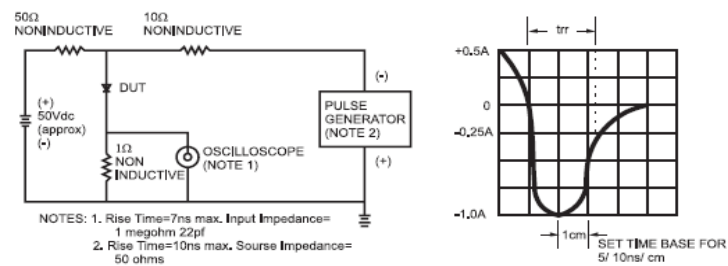 50Ω
NONINDUCTIVE
10Ω
NONINDUCTIVE
DUT
(+)
50Vdc
(approx)
(-)
1Ω
NON
INDUCTIVE
OSCILLOSCOPE
(NOTE 1)
(-)
PULSE
GENERATOR
(NOTE 2)
(+)
NOTES: 1. Rise Time=7ns max. Input Impedance=
1 megohm 22pf
2. Rise Time=10ns max. Sourse Impedance=
50 ohms
trr
+0.5A
0
-0.25A
-1.0A
1cm
SET TIME BASE FOR
5/ 10ns/ cm